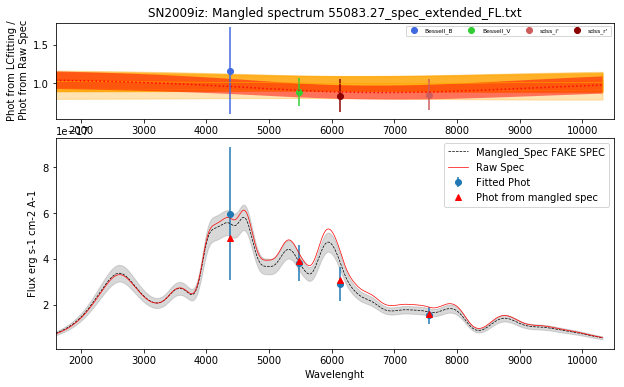 SN2009iz: Mangled spectrum 55083.27_spec_extended_FL.txt
Phot from LCfitting /
Phot from Raw Spec
1.5
1.0
Bessell_B
Bessell_V
sdss_i'
sdss_r'
2000 3000 4000 5000 6000 7000 8000 9000 10000
1e−17
Flux erg s-1 cm-2 A-1
8
6
4
2
Mangled_Spec FAKE SPEC
Raw Spec
Fitted Phot
Phot from mangled spec
2000 3000 4000 5000 6000 7000 8000 9000 10000
Wavelenght